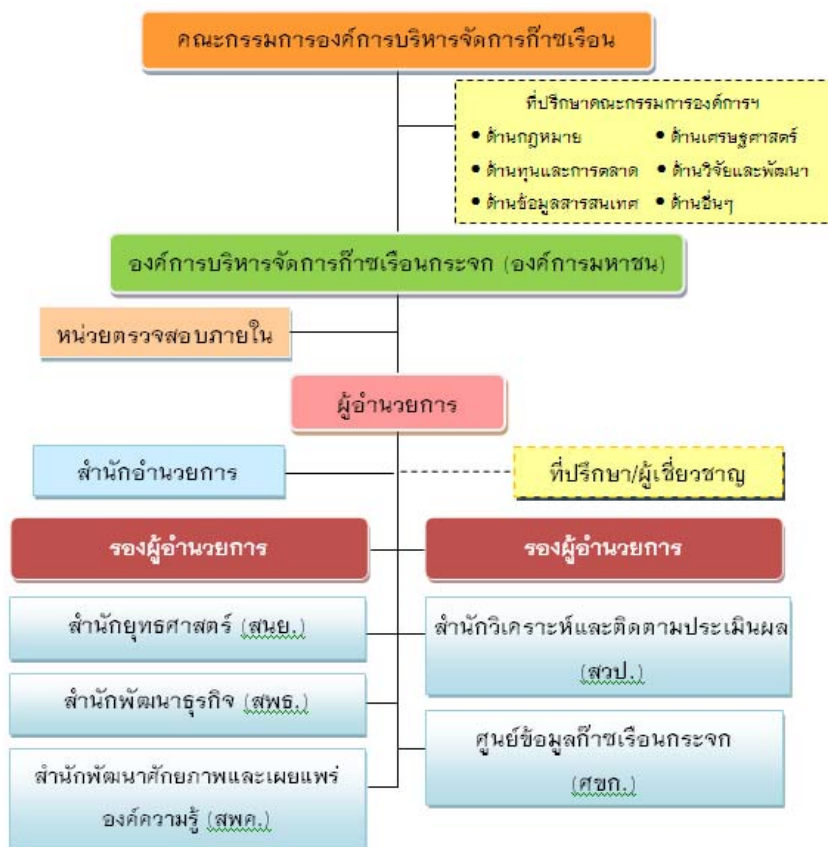 คณะกรรมการองค์การบริหารจัดการก๊าซเรือน
ที่ปรึกษาคณะกรรมการองค์การฯ
• ด้านกฎหมาย • ด้านเศรษฐศาสตร์
• ด้านทุนและการตลาด • ด้านวิจัยและพัฒนา
• ด้านข้อมูลสารสนเทศ • ด้านอื่นๆ
องค์การบริหารจัดการก๊าซเรือนกระจก (องค์การมหาชน)
หน่วยตรวจสอบภายใน
ผู้อำนวยการ
สำนักอำนวยการ
ที่ปรึกษา/ผู้เชี่ยวชาญ
รองผู้อำนวยการ
สำนักยุทธศาสตร์ (สนย.)
สำนักพัฒนาธุรกิจ (สพธ.)
สำนักพัฒนาศักยภาพและเผยแพร่
องค์ความรู้ (สพค.)
รองผู้อำนวยการ
สำนักวิเคราะห์และติดตามประเมินผล
(สวป.)
ศูนย์ข้อมูลก๊าซเรือนกระจก
(ศขก.)